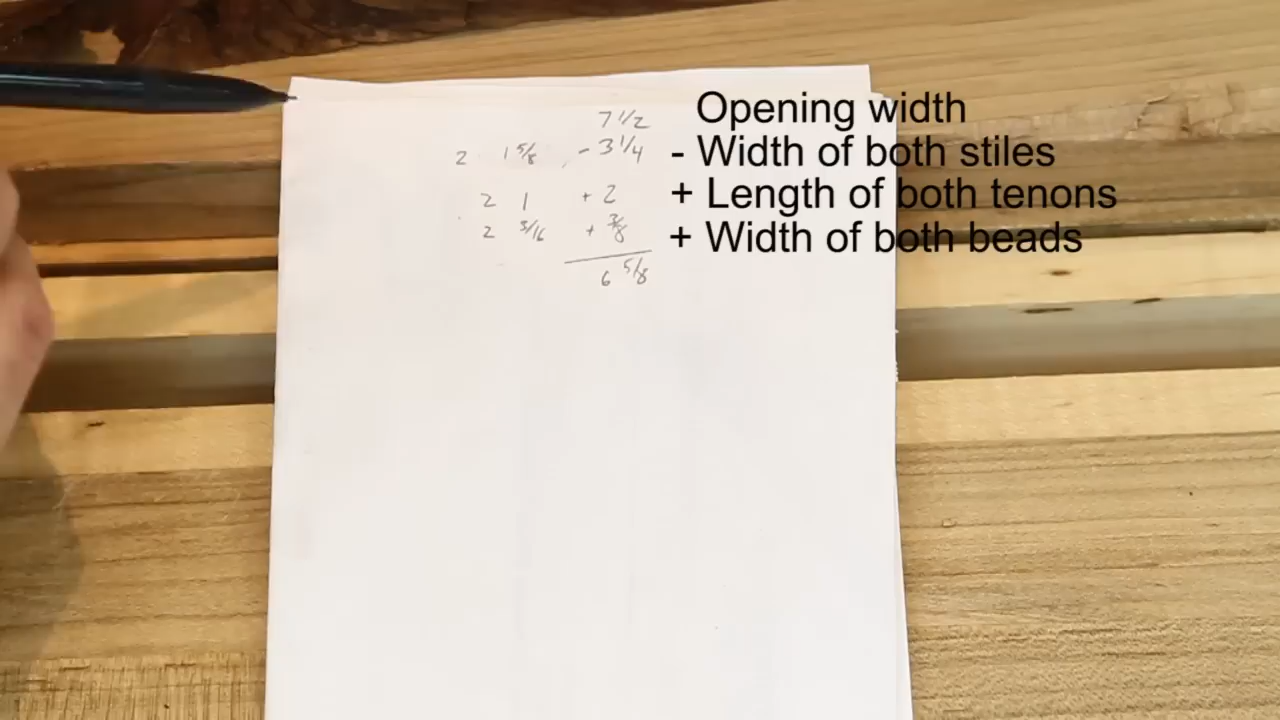 7 1/2 Opening width
2 1 5/8 - 3 1/4 - Width of both stiles
2 1 + 2 + Length of both tenons
2 3/16 + 3/8 + Width of both beads
6 5/8